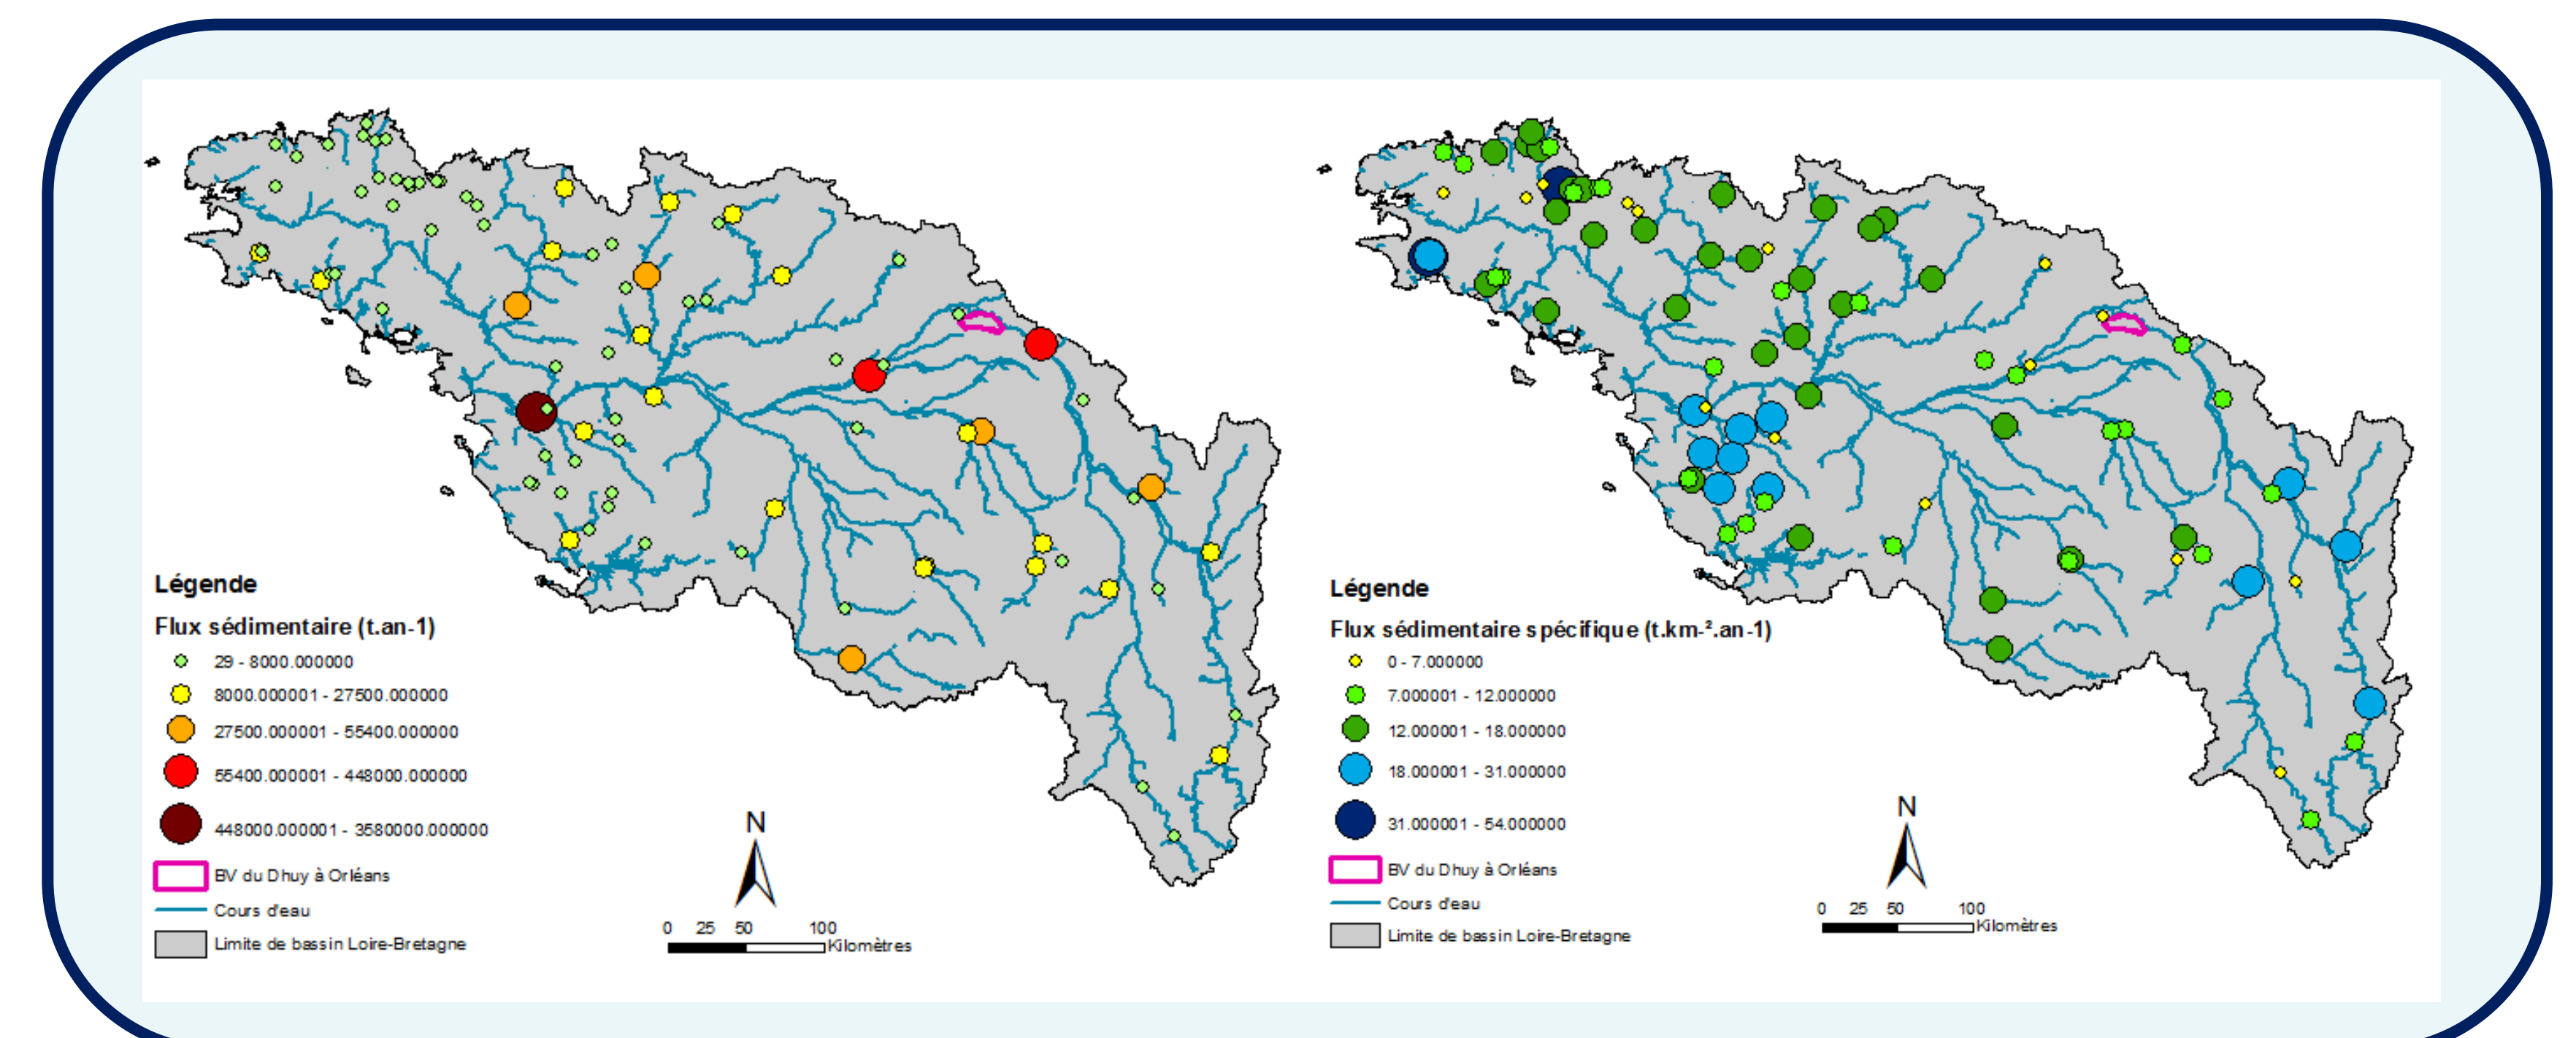 Légende
Flux sédimentaire (t.an-1)
29 - 8000.000000
8000.000001 - 27500.000000
27500.000001 - 55400.000000
55400.000001 - 448000.000000
448000.000001 - 3580000.000000
BV du Dhuy à Orléans
Cours d'eau
Limite de bassin Loire-Bretagne
N
0 25 50 100
Kilomètres
Légende
Flux sédimentaire spécifique (t.km-².an-1)
0 - 7.000000
7.000001 - 12.000000
12.000001 - 18.000000
18.000001 - 31.000000
31.000001 - 54.000000
BV du Dhuy à Orléans
Cours d'eau
Limite de bassin Loire-Bretagne
N
0 25 50 100
Kilomètres